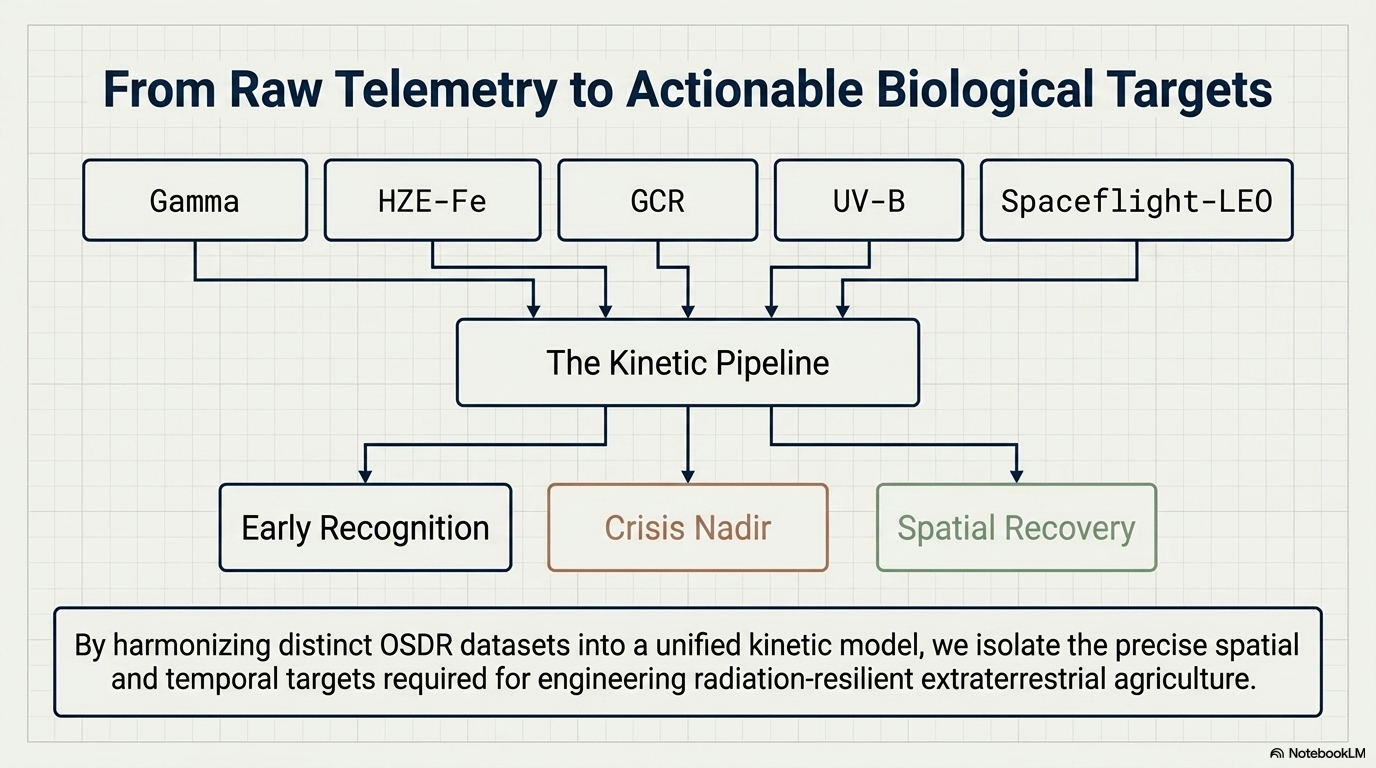 From Raw Telemetry to Actionable Biological Targets
Gamma
HZE-Fe
GCR
UV-B
Spaceflight-LEO
The Kinetic Pipeline
Early Recognition
Crisis Nadir
Spatial Recovery
By harmonizing distinct OSDR datasets into a unified kinetic model, we isolate the precise spatial
and temporal targets required for engineering radiation-resilient extraterrestrial agriculture.
NotebookLM